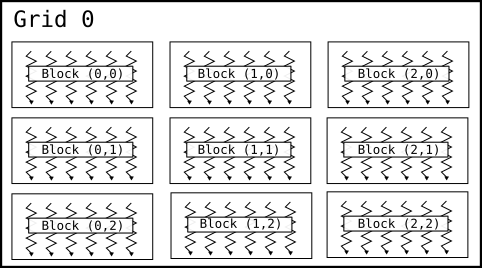 Grid 0
Block (0,0)
Block (1,0)
Block (2,0)
Block (0,1)
Block (1,1)
Block (2,1)
Block (0,2)
Block (1,2)
Block (2,2)